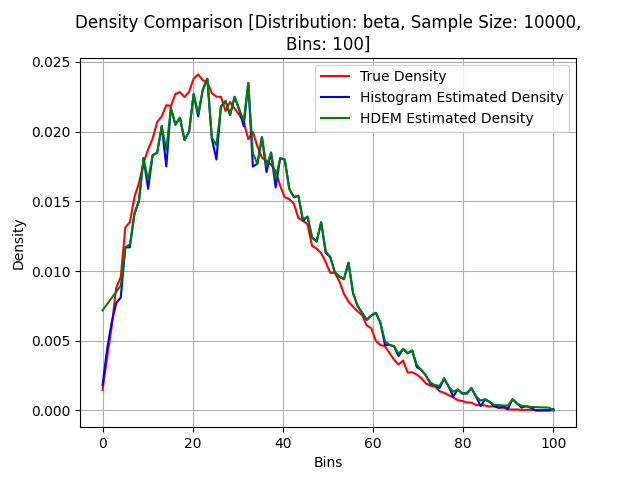 Density Comparison [Distribution: beta, Sample Size: 10000,
Bins: 100]
True Density
Histogram Estimated Density
HDEM Estimated Density
Density
0.025
0.020
0.015
0.010
0.005
0.000
0 20 40 60 80 100
Bins